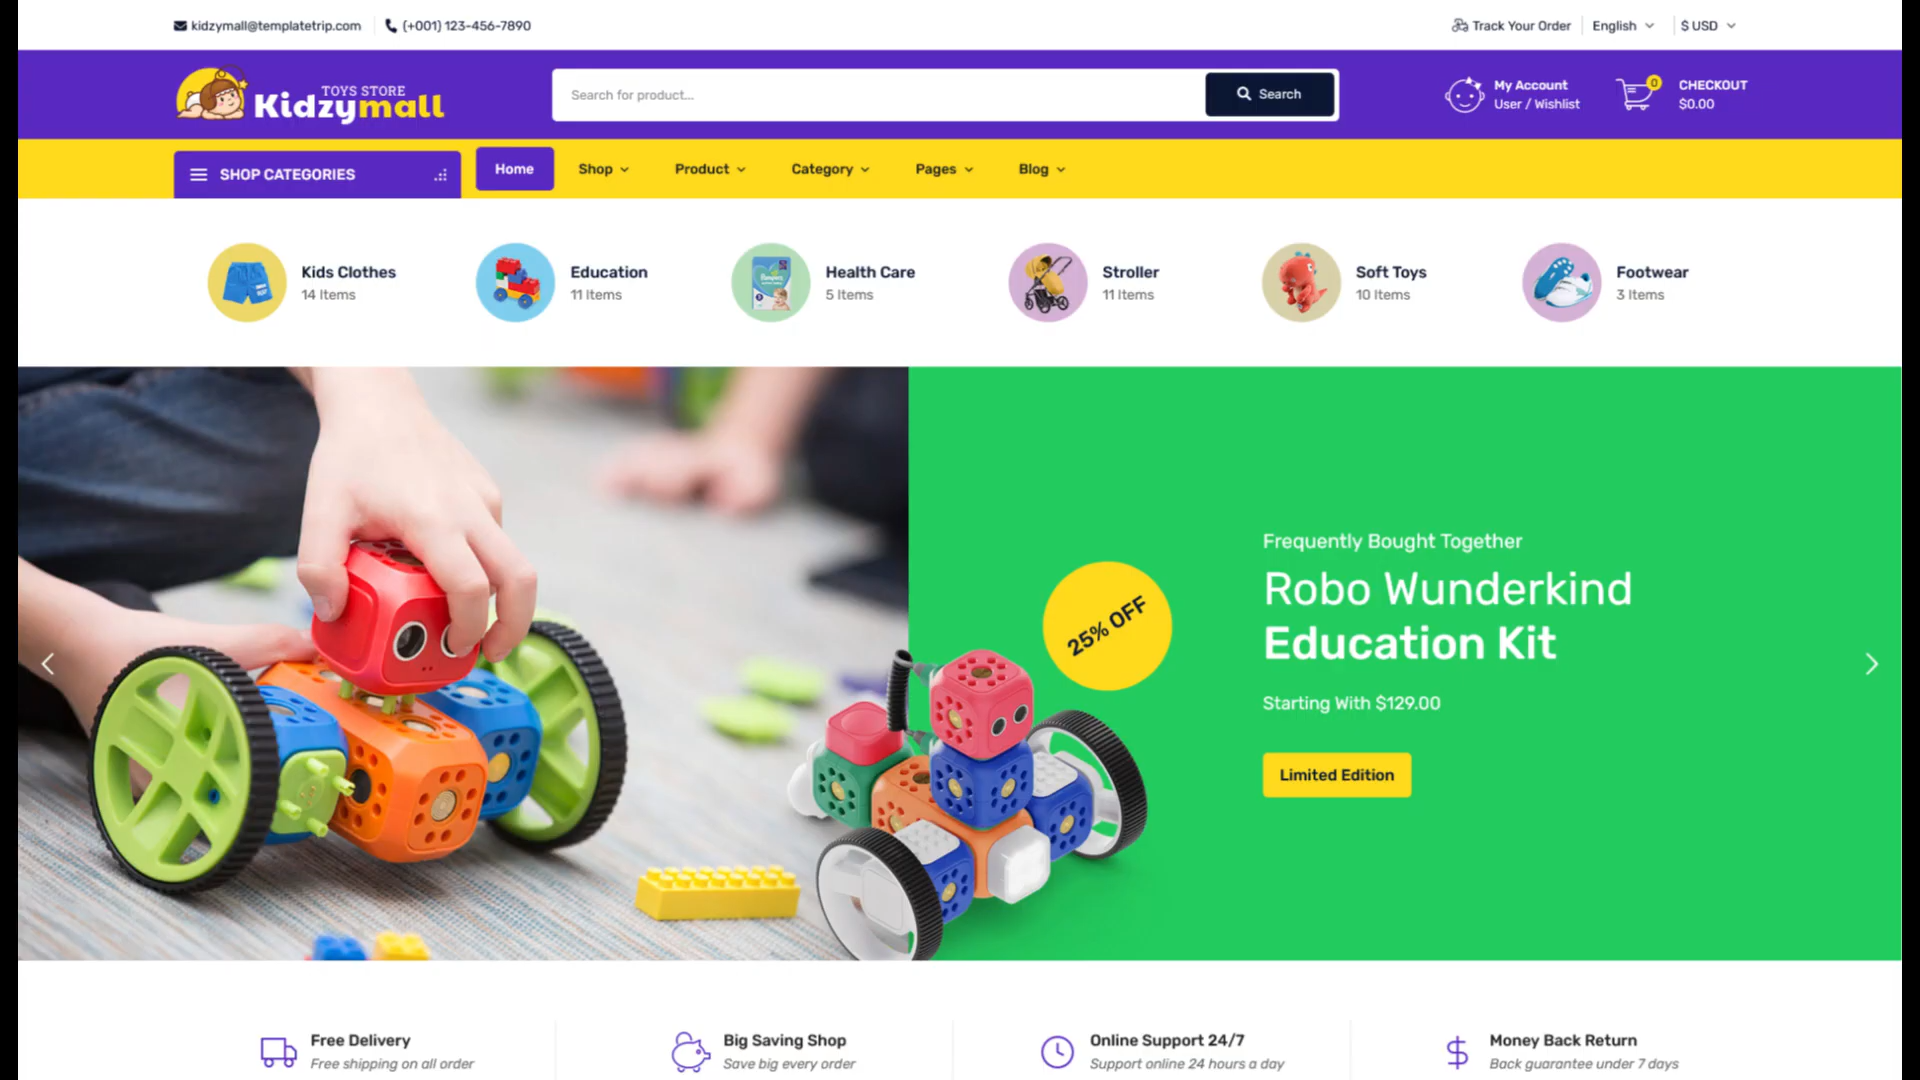 kidzymall@templatetrip.com
(+001) 123-456-7890
Track Your Order
English
$ USD
TOYS STORE
Kidzymall
Search for product...
Search
My Account
User / Wishlist
0
CHECKOUT
$0.00
SHOP CATEGORIES
Home
Shop
Product
Category
Pages
Blog
Kids Clothes
14 Items
Education
11 Items
Health Care
5 Items
Stroller
11 Items
Soft Toys
10 Items
Footwear
3 Items
25% OFF
Frequently Bought Together
Robo Wunderkind
Education Kit
Starting With $129.00
Limited Edition
Free Delivery
Free shipping on all order
Big Saving Shop
Save big every order
Online Support 24/7
Support online 24 hours a day
Money Back Return
Back guarantee under 7 days